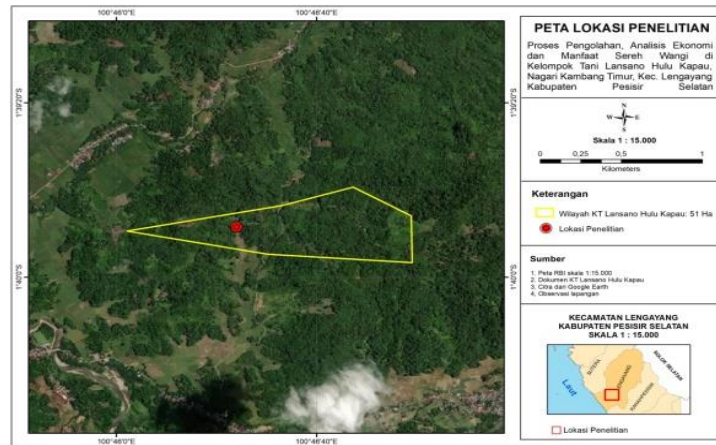 100°46'0"E 100°46'40"E
1°39'20"S 1°39'20"S
1°40'0"S 1°40'0"S
100°46'0"E 100°46'40"E
PETA LOKASI PENELITIAN
Proses Pengolahan, Analisis Ekonomi
dan Manfaat Sereh Wangi di
Kelompok Tani Lansano Hulu Kapau,
Nagari Kambang Timur, Kec. Lengayang
Kabupaten Pesisir Selatan
N
W E
S
Skala 1 : 15.000
0 0,25 0,5 1
Kilometers
Keterangan
Wilayah KT Lansano Hulu Kapau: 51 Ha
Lokasi Penelitian
Sumber
1. Peta RBI skala 1:15.000
2. Dokumen KT Lansano Hulu Kapau
3. Citra dari Google Earth
4. Observasi lapangan
KECAMATAN LENGAYANG
KABUPATEN PESISIR SELATAN
SKALA 1 : 15.000
SUTERA
SOLOK SELATAN
LENGAYANG
Laut
Lokasi Penelitian